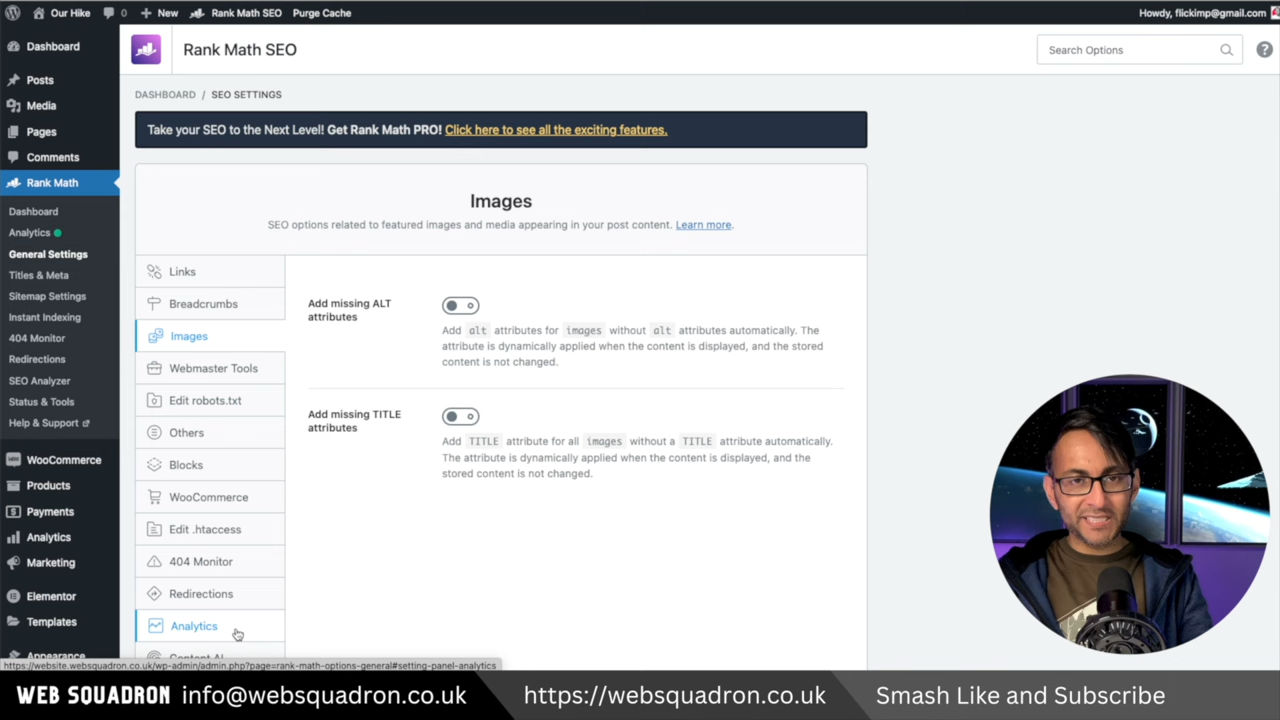 Our Hike 0 + New Rank Math SEO Purge Cache Howdy, flickimp@gmail.com
Dashboard
Posts
Media
Pages
Comments
Rank Math
Dashboard
Analytics
General Settings
Titles & Meta
Sitemap Settings
Instant Indexing
404 Monitor
Redirections
SEO Analyzer
Status & Tools
Help & Support
WooCommerce
Products
Payments
Analytics
Marketing
Elementor
Templates
Appearance
Rank Math SEO
Search Options
?
DASHBOARD / SEO SETTINGS
Take your SEO to the Next Level! Get Rank Math PRO! Click here to see all the exciting features.
Images
SEO options related to featured images and media appearing in your post content. Learn more.
Links
Breadcrumbs
Images
Webmaster Tools
Edit robots.txt
Others
Blocks
WooCommerce
Edit .htaccess
404 Monitor
Redirections
Analytics
Content AI
Add missing ALT
attributes
Add alt attributes for images without alt attributes automatically. The
attribute is dynamically applied when the content is displayed, and the stored
content is not changed.
Add missing TITLE
attributes
Add TITLE attribute for all images without a TITLE attribute automatically.
The attribute is dynamically applied when the content is displayed, and the
stored content is not changed.
https://website.websquadron.co.uk/wp-admin/admin.php?page=rank-math-options-general#setting-panel-analytics
WEB SQUADRON info@websquadron.co.uk https://websquadron.co.uk Smash Like and Subscribe